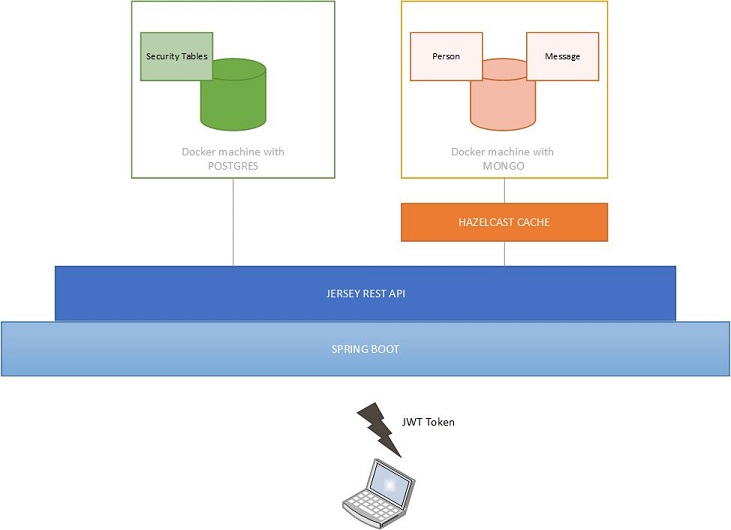 Security Tables
Person
Message
Docker machine with
POSTGRES
Docker machine with
MONGO
HAZELCAST CACHE
JERSEY REST API
SPRING BOOT
JWT Token